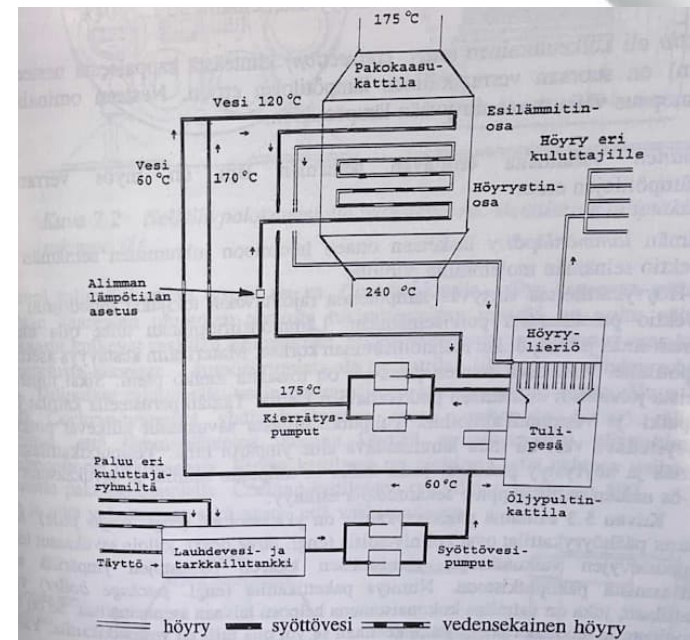 175 °C
Pakokaasu-
kattila
Vesi 120 °C
Esilämmitin-
osa
Höyry eri
kuluttajille
Vesi
60 °C
170 °C
Höyrystin-
osa
Alimman
lämpötilan
asetus
240 °C
Höyry-
lieriö
175°C
Kierrätys-
pumput
Tuli-
pesä
Paluu eri
kuluttaja-
ryhmiltä
60°C
Öljypoltin-
kattila
Täyttö
Lauhdevesi- ja
tarkkailutankki
Syöttövesi-
pumput
höyry syöttövesi vedensekainen höyry